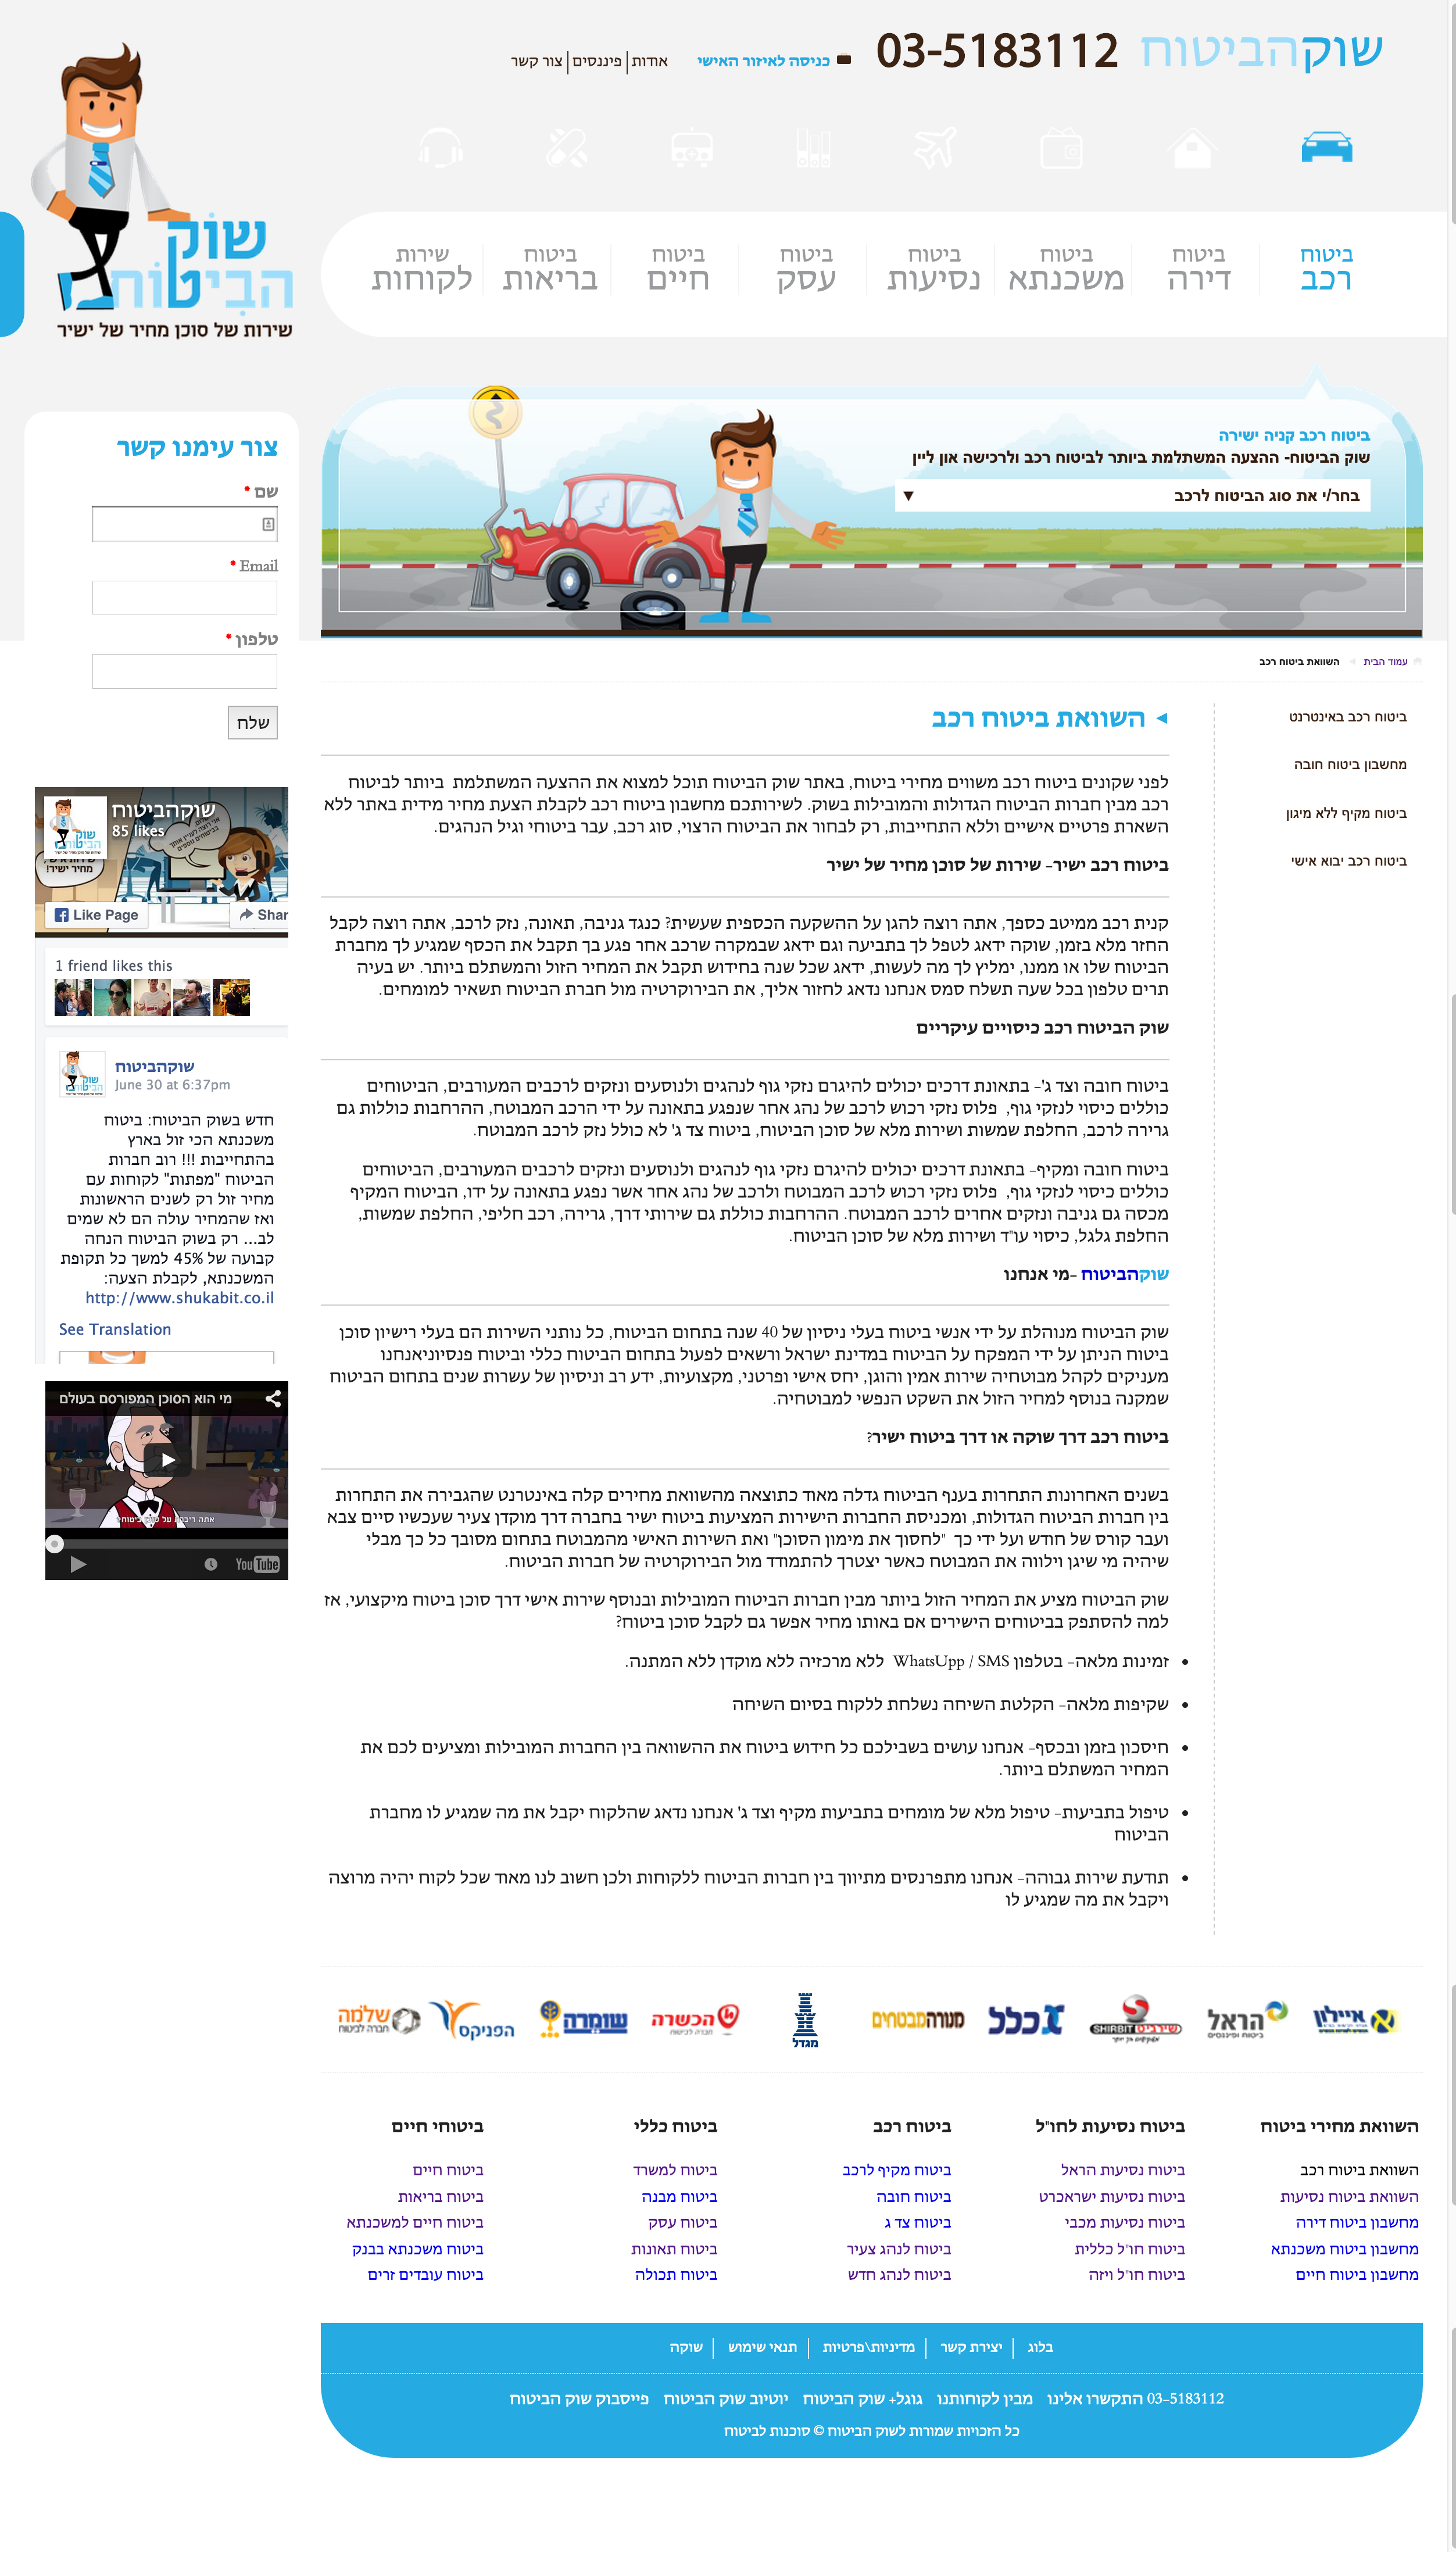 שוקהביטוח 03-5183112
כניסה לאיזור האישי
אודות
פיננסים
צור קשר
שוק
הביטוח
שירות של סוכן מחיר של ישיר
ביטוח
רכב
ביטוח
דירה
ביטוח
משכנתא
ביטוח
נסיעות
ביטוח
עסק
ביטוח
חיים
ביטוח
בריאות
שירות
לקוחות
ביטוח רכב קניה ישירה
שוק הביטוח- ההצעה המשתלמת ביותר לביטוח רכב ולרכישה און ליין
בחר/י את סוג הביטוח לרכב
עמוד הבית
השוואת ביטוח רכב
ביטוח רכב באינטרנט
מחשבון ביטוח חובה
ביטוח מקיף ללא מיגון
ביטוח רכב יבוא אישי
השוואת ביטוח רכב
לפני שקונים ביטוח רכב משווים מחירי ביטוח, באתר שוק הביטוח תוכל למצוא את ההצעה המשתלמת ביותר לביטוח
רכב מבין חברות הביטוח הגדולות והמובילות בשוק. לשירותכם מחשבון ביטוח רכב לקבלת הצעת מחיר מידית באתר ללא
השארת פרטיים אישיים וללא התחייבות, רק לבחור את הביטוח הרצוי, סוג רכב, עבר ביטוחי וגיל הנהגים.
ביטוח רכב ישיר- שירות של סוכן מחיר של ישיר
קנית רכב ממיטב כספך, אתה רוצה להגן על ההשקעה הכספית שעשית? כנגד גניבה, תאונה, נזק לרכב, אתה רוצה לקבל
החזר מלא בזמן, שוקה ידאג לטפל לך בתביעה וגם ידאג שבמקרה שרכב אחר פגע בך תקבל את הכסף שמגיע לך מחברת
הביטוח שלו או ממנו, ימליץ לך מה לעשות, ידאג שכל שנה בחידוש תקבל את המחיר הזול והמשתלם ביותר. יש בעיה
תרים טלפון בכל שעה תשלח סמס אנחנו נדאג לחזור אליך, את הבירוקרטיה מול חברת הביטוח תשאיר למומחים.
שוק הביטוח רכב כיסויים עיקריים
ביטוח חובה וצד ג'- בתאונת דרכים יכולים להיגרם נזקי גוף לנהגים ולנוסעים ונזקים לרכבים המעורבים, הביטוחים
כוללים כיסוי לנזקי גוף, פלוס נזקי רכוש לרכב של נהג אחר שנפגע בתאונה על ידי הרכב המבוטח, ההרחבות כוללות גם
גרירה לרכב, החלפת שמשות ושירות מלא של סוכן הביטוח, ביטוח צד ג' לא כולל נזק לרכב המבוטח.
ביטוח חובה ומקיף- בתאונת דרכים יכולים להיגרם נזקי גוף לנהגים ולנוסעים ונזקים לרכבים המעורבים, הביטוחים
כוללים כיסוי לנזקי גוף, פלוס נזקי רכוש לרכב המבוטח ולרכב של נהג אחר אשר נפגע בתאונה על ידו, הביטוח המקיף
מכסה גם גניבה ונזקים אחרים לרכב המבוטח. ההרחבות כוללת גם שירותי דרך, גרירה, רכב חליפי, החלפת שמשות,
החלפת גלגל, כיסוי עו"ד ושירות מלא של סוכן הביטוח.
שוקהביטוח -מי אנחנו
שוק הביטוח מנוהלת על ידי אנשי ביטוח בעלי ניסיון של 40 שנה בתחום הביטוח, כל נותני השירות הם בעלי רישיון סוכן
ביטוח הניתן על ידי המפקח על הביטוח במדינת ישראל ורשאים לפעול בתחום הביטוח כללי וביטוח פנסיוניאנחנו
מעניקים לקהל מבוטחיה שירות אמין והוגן, יחס אישי ופרטני, מקצועיות, ידע רב וניסיון של עשרות שנים בתחום הביטוח
שמקנה בנוסף למחיר הזול את השקט הנפשי למבוטחיה.
ביטוח רכב דרך שוקה או דרך ביטוח ישיר?
בשנים האחרונות התחרות בענף הביטוח גדלה מאוד כתוצאה מהשוואת מחירים קלה באינטרנט שהגבירה את התחרות
בין חברות הביטוח הגדולות, ומכניסת החברות הישירות המציעות ביטוח ישיר בחברה דרך מוקדן צעיר שעכשיו סיים צבא
ועבר קורס של חודש ועל ידי כך "לחסוך את מימון הסוכן" ואת השירות האישי מהמבוטח בתחום מסובך כל כך מבלי
שיהיה מי שיגן וילווה את המבוטח כאשר יצטרך להתמודד מול הבירוקרטיה של חברות הביטוח.
שוק הביטוח מציע את המחיר הזול ביותר מבין חברות הביטוח המובילות ובנוסף שירות אישי דרך סוכן ביטוח מיקצועי, אז
למה להסתפק בביטוחים הישירים אם באותו מחיר אפשר גם לקבל סוכן ביטוח?
• זמינות מלאה- בטלפון WhatsUpp / SMS ללא מרכזיה ללא מוקדן ללא המתנה.
• שקיפות מלאה- הקלטת השיחה נשלחת ללקוח בסיום השיחה
• חיסכון בזמן ובכסף- אנחנו עושים בשבילכם כל חידוש ביטוח את ההשוואה בין החברות המובילות ומציעים לכם את
המחיר המשתלם ביותר.
• טיפול בתביעות- טיפול מלא של מומחים בתביעות מקיף וצד ג' אנחנו נדאג שהלקוח יקבל את מה שמגיע לו מחברת
הביטוח
• תודעת שירות גבוהה- אנחנו מתפרנסים מתיווך בין חברות הביטוח ללקוחות ולכן חשוב לנו מאוד שכל לקוח יהיה מרוצה
ויקבל את מה שמגיע לו
צור עימנו קשר
שם *
Email *
טלפון *
שלח
שוקהביטוח
85 likes
מחיר ישיר!
Like Page
Shar
1 friend likes this
שוקהביטוח
June 30 at 6:37pm
חדש בשוק הביטוח: ביטוח
משכנתא הכי זול בארץ
בהתחייבות !!! רוב חברות
הביטוח "מפתות" לקוחות עם
מחיר זול רק לשנים הראשונות
ואז שהמחיר עולה הם לא שמים
לב... רק בשוק הביטוח הנחה
קבועה של 45% למשך כל תקופת
המשכנתא, לקבלת הצעה:
http://www.shukabit.co.il
See Translation
מי הוא הסוכן המפורסם בעולם
YouTube
איילון
הראל
ביטוח ופיננסים
שירביט
SHIRBIT
כלל
מנורה מבטחים
מגדל
הכשרה
חברה לביטוח
שומרה
הפניקס
שלמה
חברה לביטוח
השוואת מחירי ביטוח
השוואת ביטוח רכב
השוואת ביטוח נסיעות
מחשבון ביטוח דירה
מחשבון ביטוח משכנתא
מחשבון ביטוח חיים
ביטוח נסיעות לחו"ל
ביטוח נסיעות הראל
ביטוח נסיעות ישראכרט
ביטוח נסיעות מכבי
ביטוח חו"ל כללית
ביטוח חו"ל ויזה
ביטוח רכב
ביטוח מקיף לרכב
ביטוח חובה
ביטוח צד ג
ביטוח לנהג צעיר
ביטוח לנהג חדש
ביטוח כללי
ביטוח למשרד
ביטוח מבנה
ביטוח עסק
ביטוח תאונות
ביטוח תכולה
ביטוחי חיים
ביטוח חיים
ביטוח בריאות
ביטוח חיים למשכנתא
ביטוח משכנתא בבנק
ביטוח עובדים זרים
בלוג
יצירת קשר
מדיניות\פרטיות
תנאי שימוש
שוקה
03-5183112 התקשרו אלינו
מבין לקוחותנו
גוגל+ שוק הביטוח
יוטיוב שוק הביטוח
פייסבוק שוק הביטוח
כל הזכויות שמורות לשוק הביטוח © סוכנות לביטוח